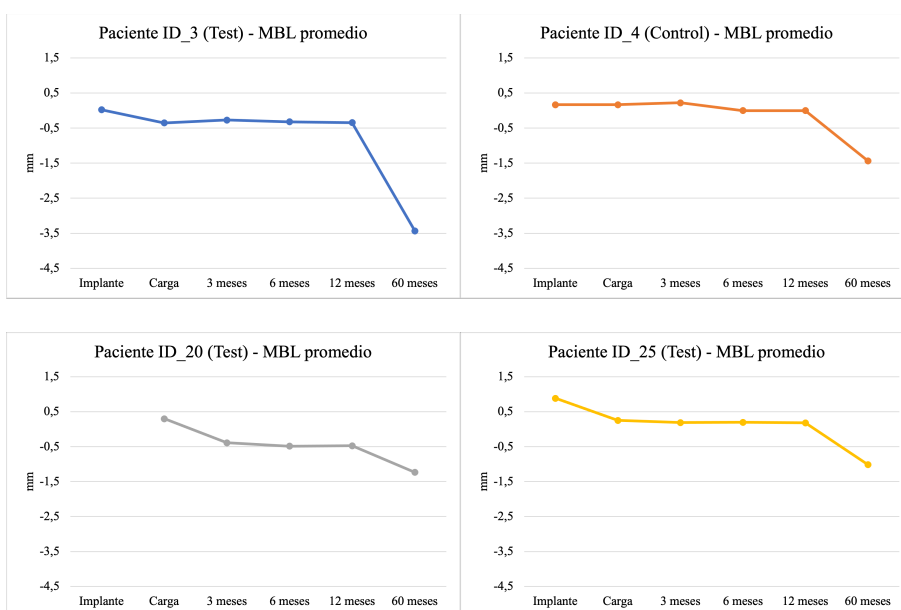 Paciente ID_3 (Test) - MBL promedio
1,5
0,5
-0,5
-1,5
-2,5
-3,5
-4,5
mm
Implante Carga 3 meses 6 meses 12 meses 60 meses
Paciente ID_4 (Control) - MBL promedio
1,5
0,5
-0,5
-1,5
-2,5
-3,5
-4,5
mm
Implante Carga 3 meses 6 meses 12 meses 60 meses
Paciente ID_20 (Test) - MBL promedio
1,5
0,5
-0,5
-1,5
-2,5
-3,5
-4,5
mm
Implante Carga 3 meses 6 meses 12 meses 60 meses
Paciente ID_25 (Test) - MBL promedio
1,5
0,5
-0,5
-1,5
-2,5
-3,5
-4,5
mm
Implante Carga 3 meses 6 meses 12 meses 60 meses